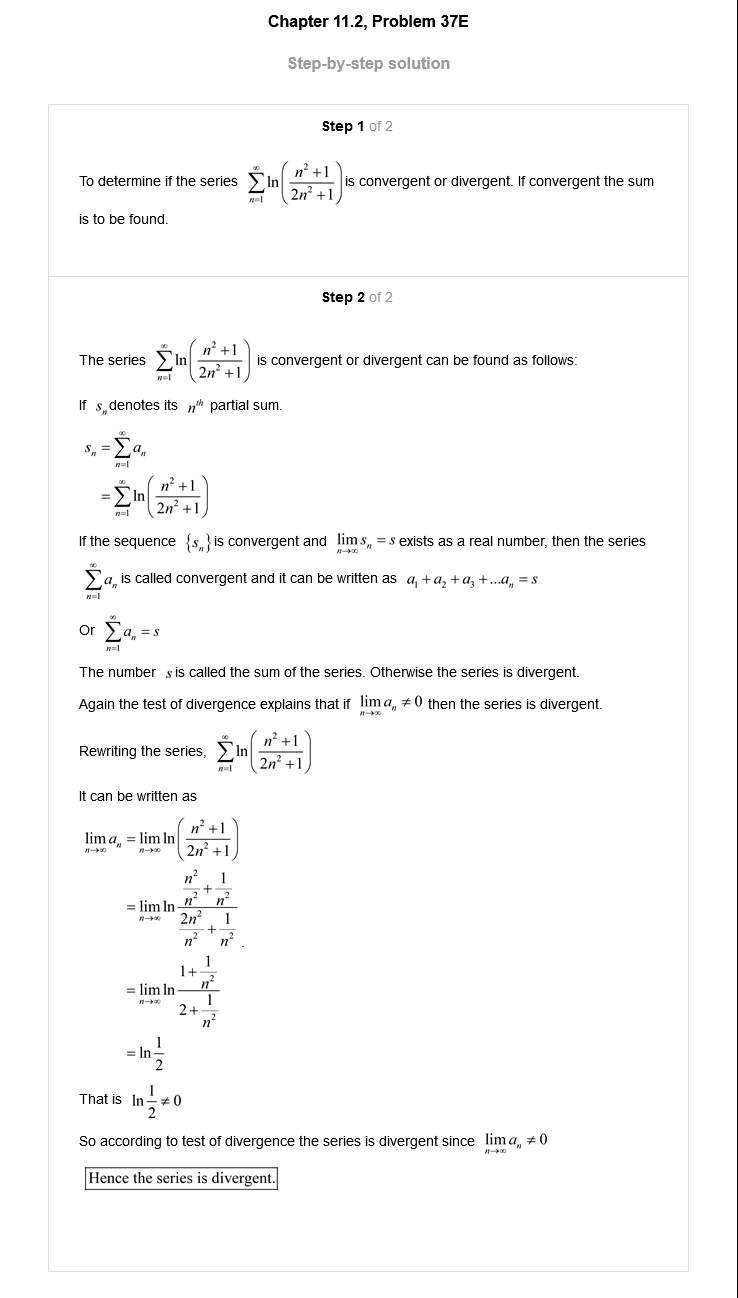 Chapter 11.2, Problem 37E
Step-by-step solution
Step 1 of 2
To determine if the series $\sum_{n=1}^{\infty} \ln\left(\frac{n^2+1}{2n^2+1}\right)$ is convergent or divergent. If convergent the sum
is to be found.
Step 2 of 2
The series $\sum_{n=1}^{\infty} \ln\left(\frac{n^2+1}{2n^2+1}\right)$ is convergent or divergent can be found as follows:
If $s_n$ denotes its $n^{th}$ partial sum.
$s_n = \sum_{n=1}^{\infty} a_n$
$= \sum_{n=1}^{\infty} \ln\left(\frac{n^2+1}{2n^2+1}\right)$
If the sequence $\{s_n\}$ is convergent and $\lim_{n\to\infty} s_n = s$ exists as a real number, then the series
$\sum_{n=1}^{\infty} a_n$ is called convergent and it can be written as $a_1 + a_2 + a_3 + ...a_n = s$
Or $\sum_{n=1}^{\infty} a_n = s$
The number $s$ is called the sum of the series. Otherwise the series is divergent.
Again the test of divergence explains that if $\lim_{n\to\infty} a_n \neq 0$ then the series is divergent.
Rewriting the series, $\sum_{n=1}^{\infty} \ln\left(\frac{n^2+1}{2n^2+1}\right)$
It can be written as
$\lim_{n\to\infty} a_n = \lim_{n\to\infty} \ln\left(\frac{n^2+1}{2n^2+1}\right)$
$= \lim_{n\to\infty} \ln \frac{\frac{n^2}{n^2}+\frac{1}{n^2}}{\frac{2n^2}{n^2}+\frac{1}{n^2}}.$
$= \lim_{n\to\infty} \ln \frac{1+\frac{1}{n^2}}{2+\frac{1}{n^2}}$
$= \ln \frac{1}{2}$
That is $\ln \frac{1}{2} \neq 0$
So according to test of divergence the series is divergent since $\lim_{n\to\infty} a_n \neq 0$
Hence the series is divergent.